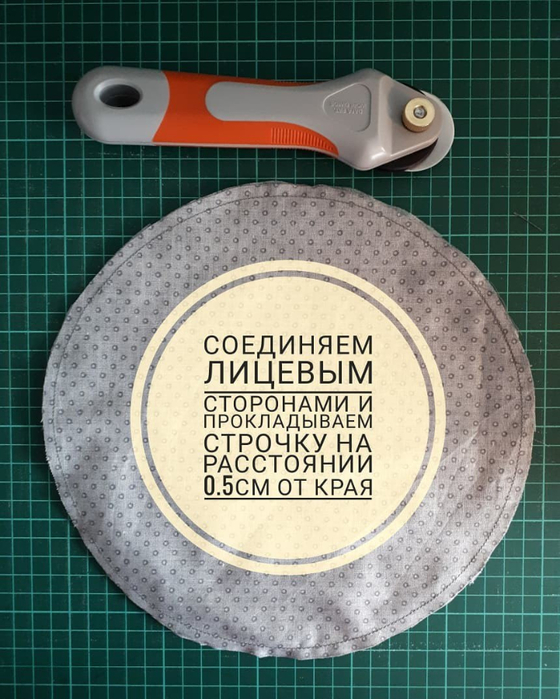 СОЕДИНЯЕМ
ЛИЦЕВЫМ
СТОРОНАМИ И
ПРОКЛАДЫВАЕМ
СТРОЧКУ НА
РАССТОЯНИИ
0.5СМ ОТ КРАЯ